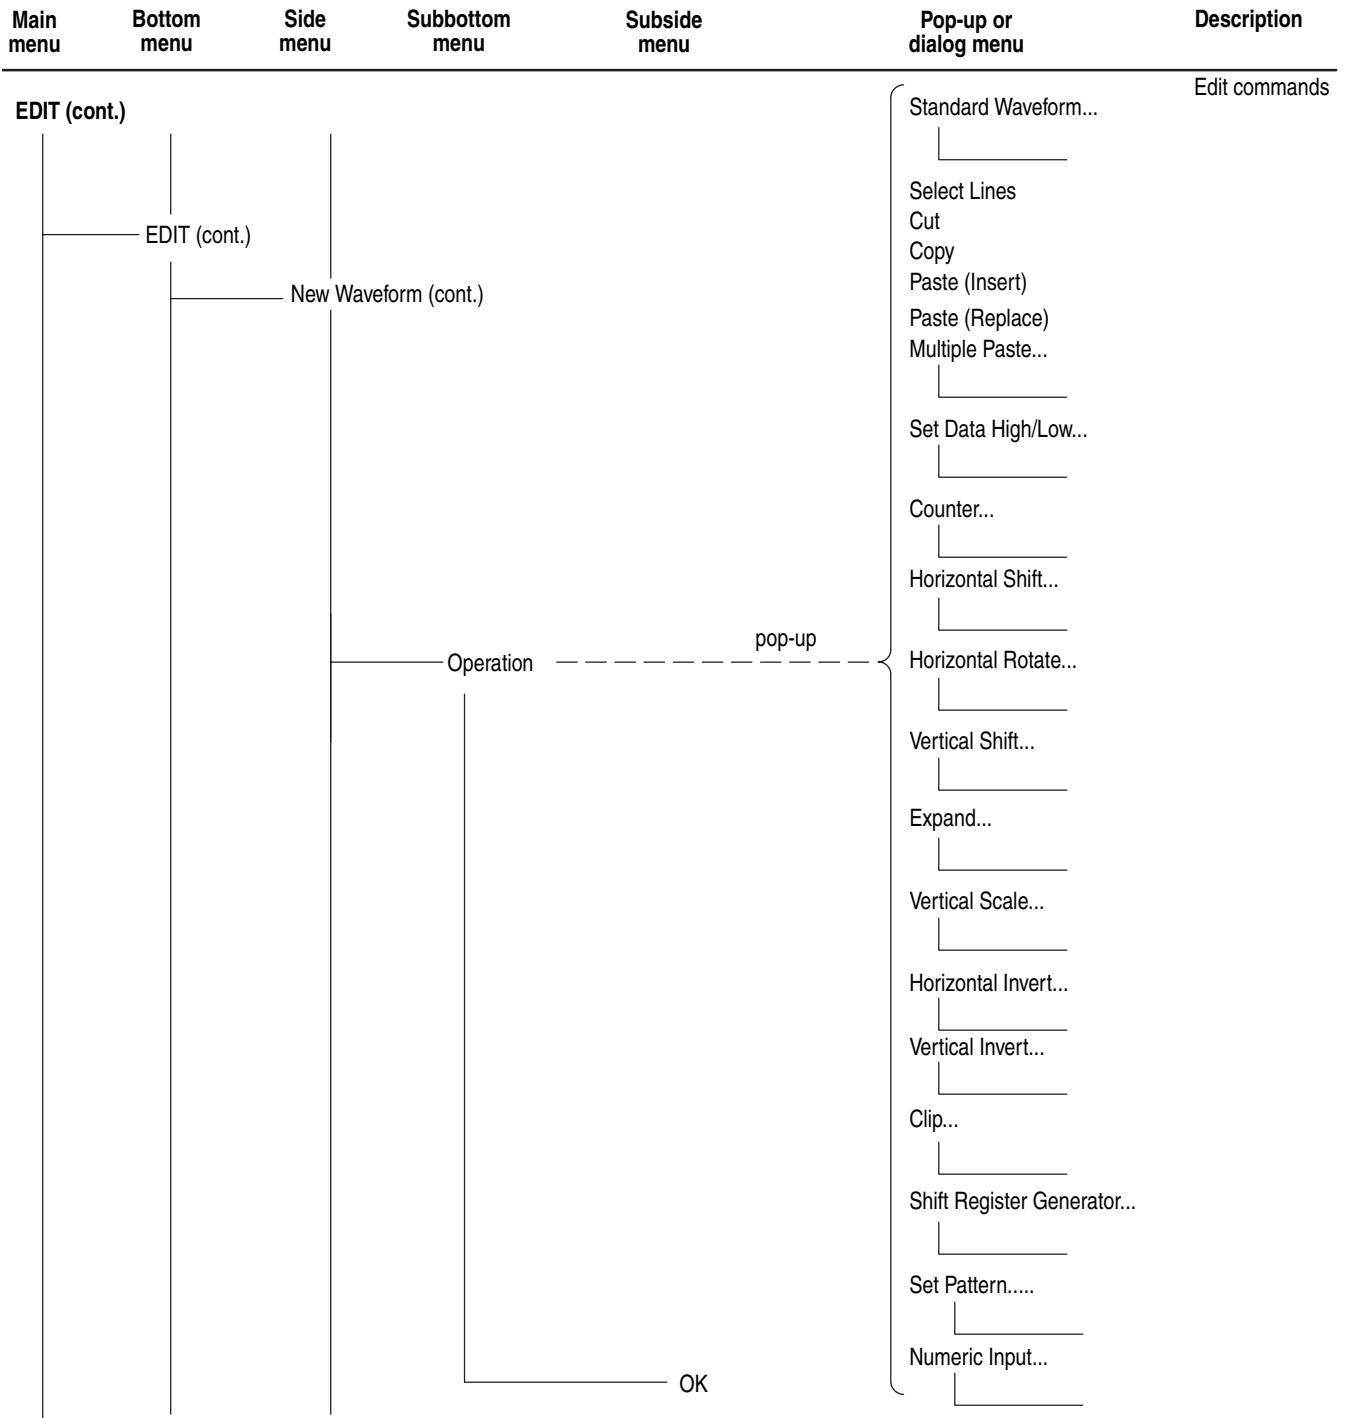 Main menu
Bottom menu
Side menu
Subbottom menu
Subside menu
Pop-up or dialog menu
Description
Edit commands
EDIT (cont.)
Standard Waveform...
Select Lines
Cut
EDIT (cont.)
Copy
Paste (Insert)
New Waveform (cont.)
Paste (Replace)
Multiple Paste...
Set Data High/Low...
Counter...
Horizontal Shift...
pop-up
Operation
Horizontal Rotate...
Vertical Shift...
Expand...
Vertical Scale...
Horizontal Invert...
Vertical Invert...
Clip...
Shift Register Generator...
Set Pattern.....
Numeric Input...
OK